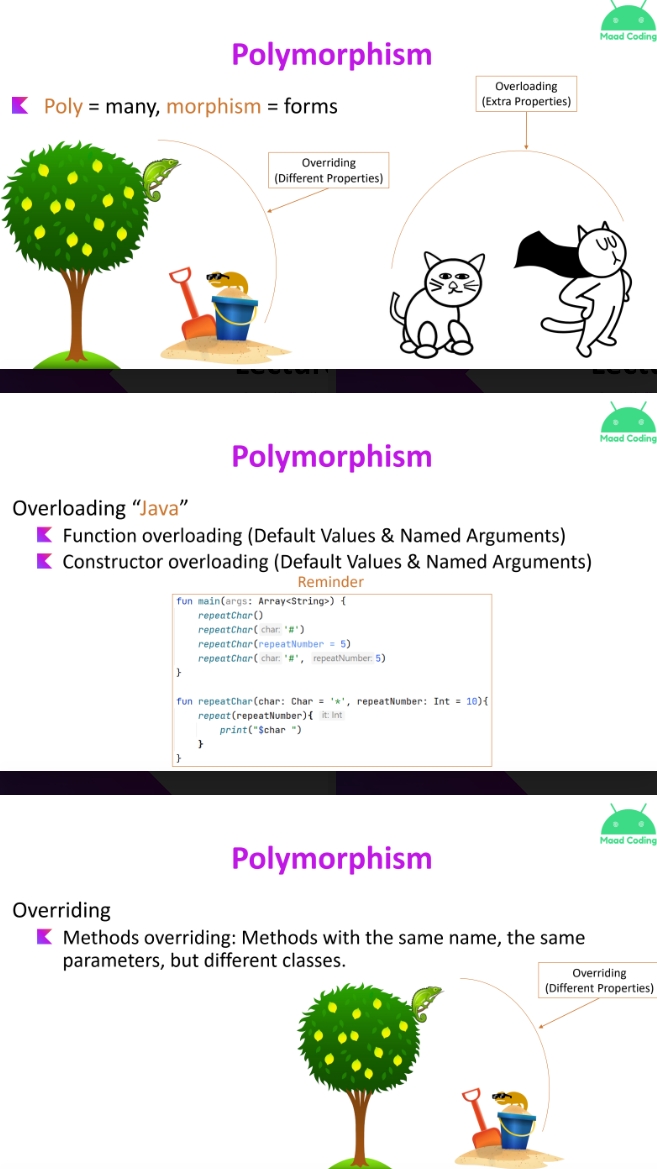 Maad Coding
Polymorphism
Poly = many, morphism = forms
Overloading
(Extra Properties)
Overriding
(Different Properties)
Maad Coding
Polymorphism
Overloading “Java”
Function overloading (Default Values & Named Arguments)
Constructor overloading (Default Values & Named Arguments)
Reminder
fun main(args: Array<String>) {
repeatChar()
repeatChar( char: '#')
repeatChar(repeatNumber = 5)
repeatChar( char: '#', repeatNumber: 5)
}
fun repeatChar(char: Char = '*', repeatNumber: Int = 10){
repeat(repeatNumber){ it: Int
print("$char ")
}
}
Maad Coding
Polymorphism
Overriding
Methods overriding: Methods with the same name, the same
parameters, but different classes.
Overriding
(Different Properties)